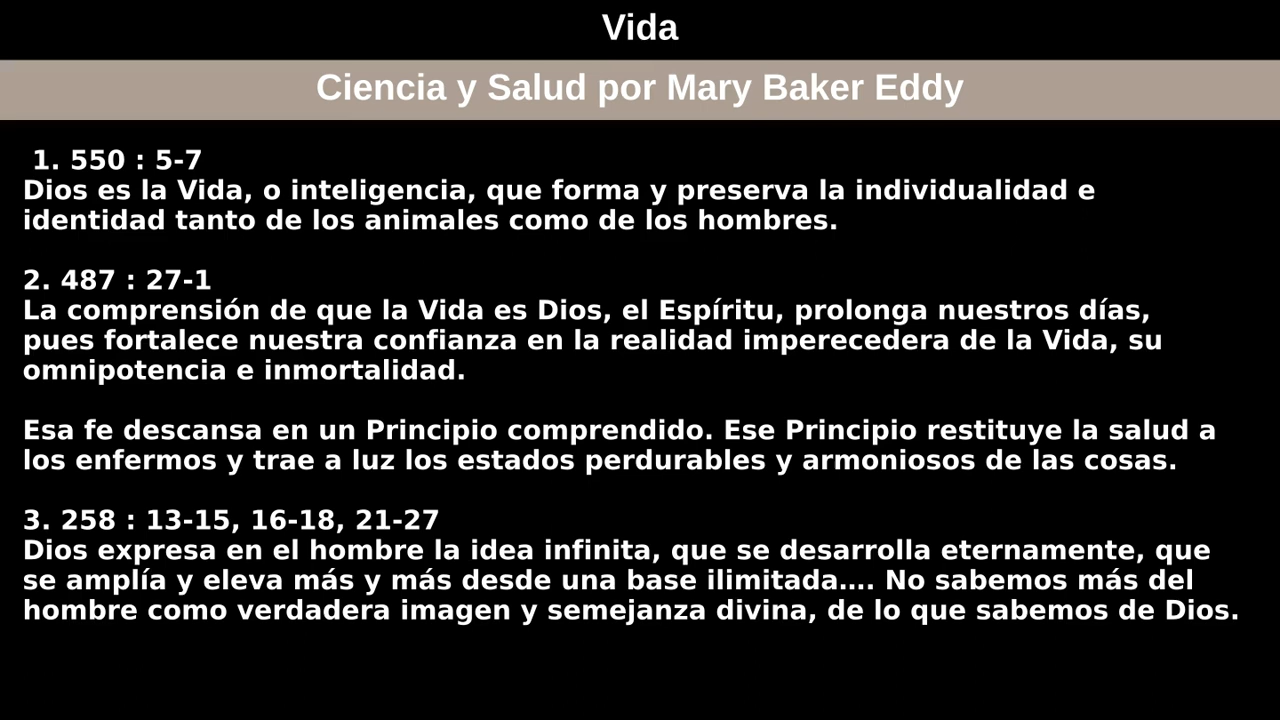 Vida
Ciencia y Salud por Mary Baker Eddy
1. 550 : 5-7
Dios es la Vida, o inteligencia, que forma y preserva la individualidad e
identidad tanto de los animales como de los hombres.
2. 487 : 27-1
La comprensión de que la Vida es Dios, el Espíritu, prolonga nuestros días,
pues fortalece nuestra confianza en la realidad imperecedera de la Vida, su
omnipotencia e inmortalidad.
Esa fe descansa en un Principio comprendido. Ese Principio restituye la salud a
los enfermos y trae a luz los estados perdurables y armoniosos de las cosas.
3. 258 : 13-15, 16-18, 21-27
Dios expresa en el hombre la idea infinita, que se desarrolla eternamente, que
se amplía y eleva más y más desde una base ilimitada…. No sabemos más del
hombre como verdadera imagen y semejanza divina, de lo que sabemos de Dios.